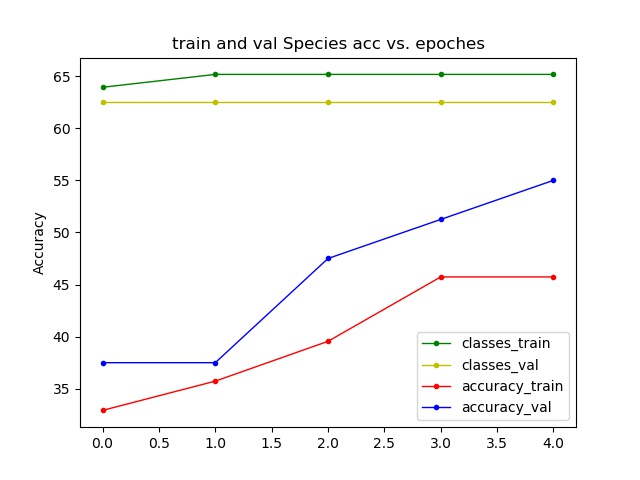 train and val Species acc vs. epoches
Accuracy
65
60
55
50
45
40
35
0.0 0.5 1.0 1.5 2.0 2.5 3.0 3.5 4.0
classes_train
classes_val
accuracy_train
accuracy_val